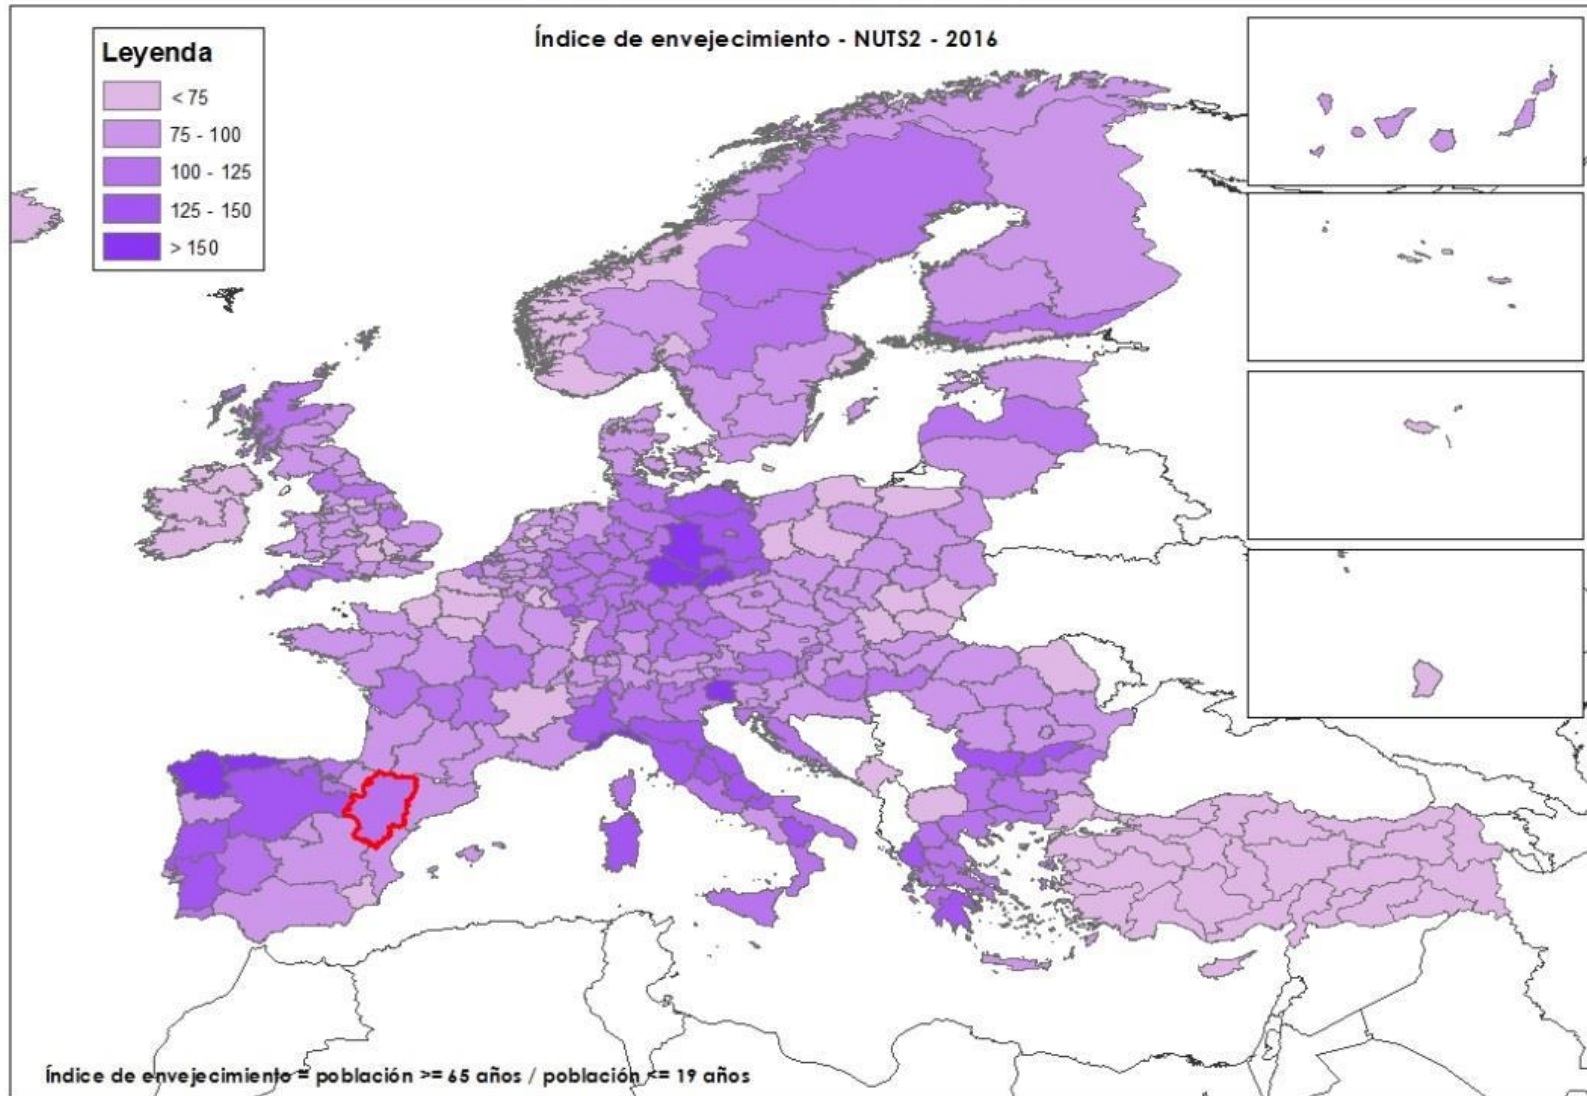 Índice de envejecimiento - NUTS2 - 2016
Leyenda
< 75
75 - 100
100 - 125
125 - 150
> 150
Índice de envejecimiento = población >= 65 años / población <= 19 años